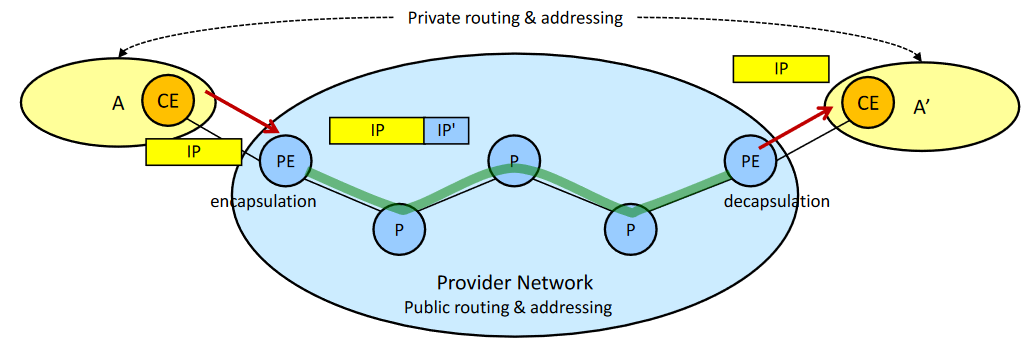 Private routing & addressing
IP
A
CE
CE
A’
IP
IP
IP'
PE
P
PE
encapsulation
decapsulation
P
P
Provider Network
Public routing & addressing